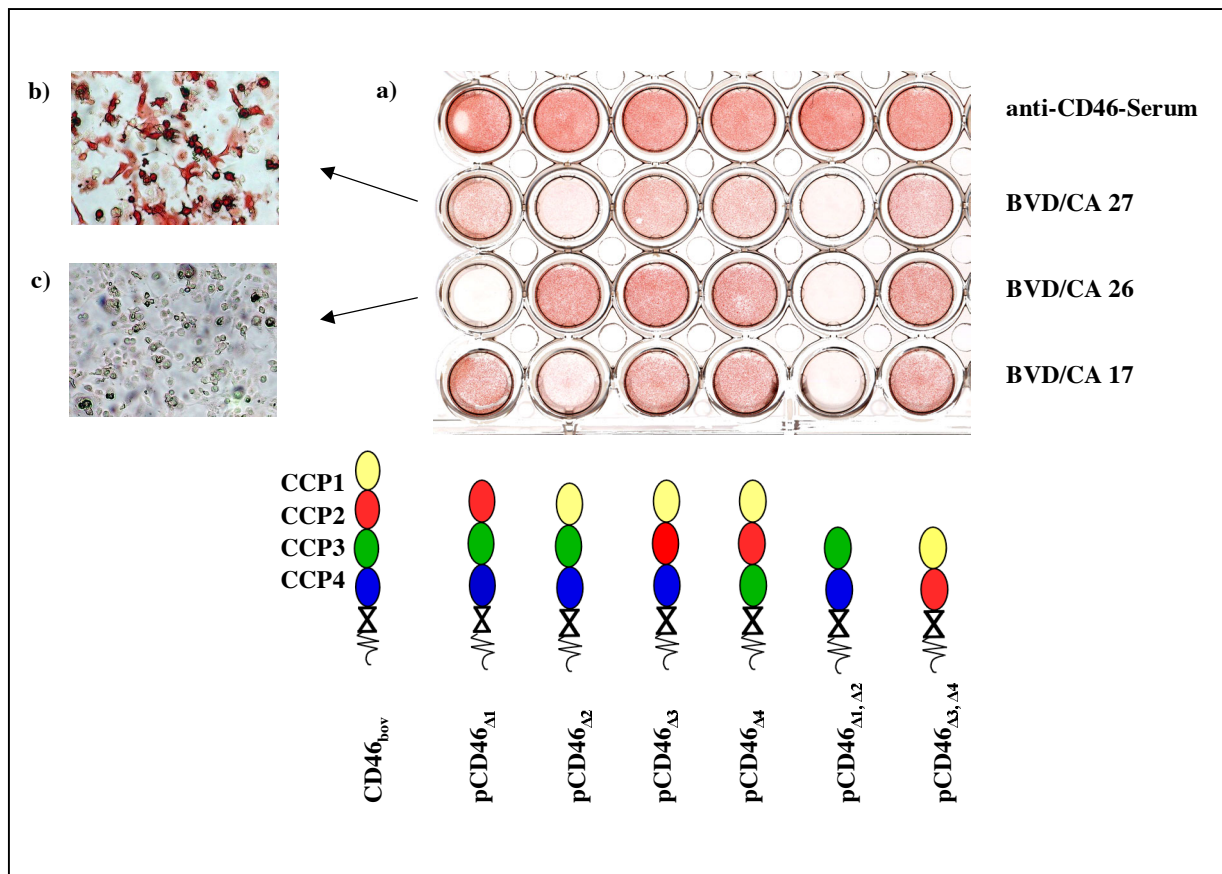 b)
a)
anti-CD46-Serum
BVD/CA 27
c)
BVD/CA 26
BVD/CA 17
CCP1
CCP2
CCP3
CCP4
CD46bov
pCD46Δ1
pCD46Δ2
pCD46Δ3
pCD46Δ4
pCD46Δ1, Δ2
pCD46Δ3, Δ4